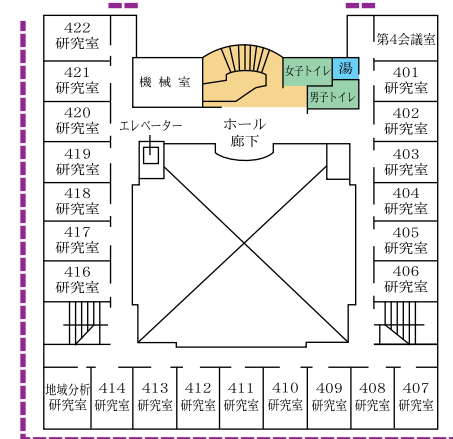 422
研究室
第4会議室
女子トイレ
湯
421
研究室
機械室
401
研究室
男子トイレ
420
研究室
エレベーター
ホール
廊下
402
研究室
419
研究室
403
研究室
418
研究室
404
研究室
417
研究室
405
研究室
416
研究室
406
研究室
地域分析
研究室
414
研究室
413
研究室
412
研究室
411
研究室
410
研究室
409
研究室
408
研究室
407
研究室